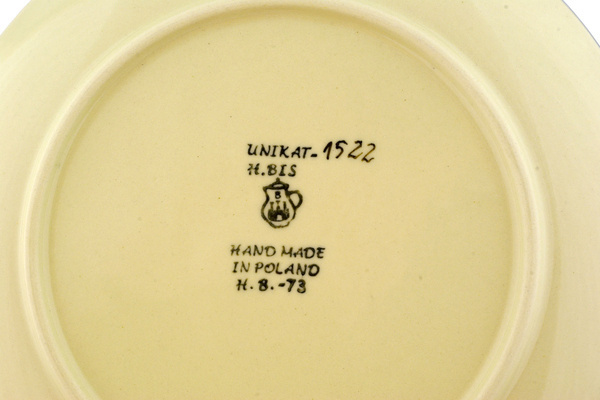 UNIKAT-1522
H.BIS
B
HAND MADE
IN POLAND
H.B.-73